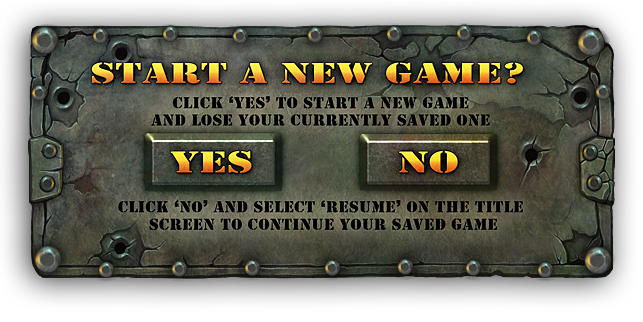 START A NEW GAME?
CLICK ‘YES’ TO START A NEW GAME
AND LOSE YOUR CURRENTLY SAVED ONE
YES NO
CLICK ‘NO’ AND SELECT ‘RESUME’ ON THE TITLE
SCREEN TO CONTINUE YOUR SAVED GAME